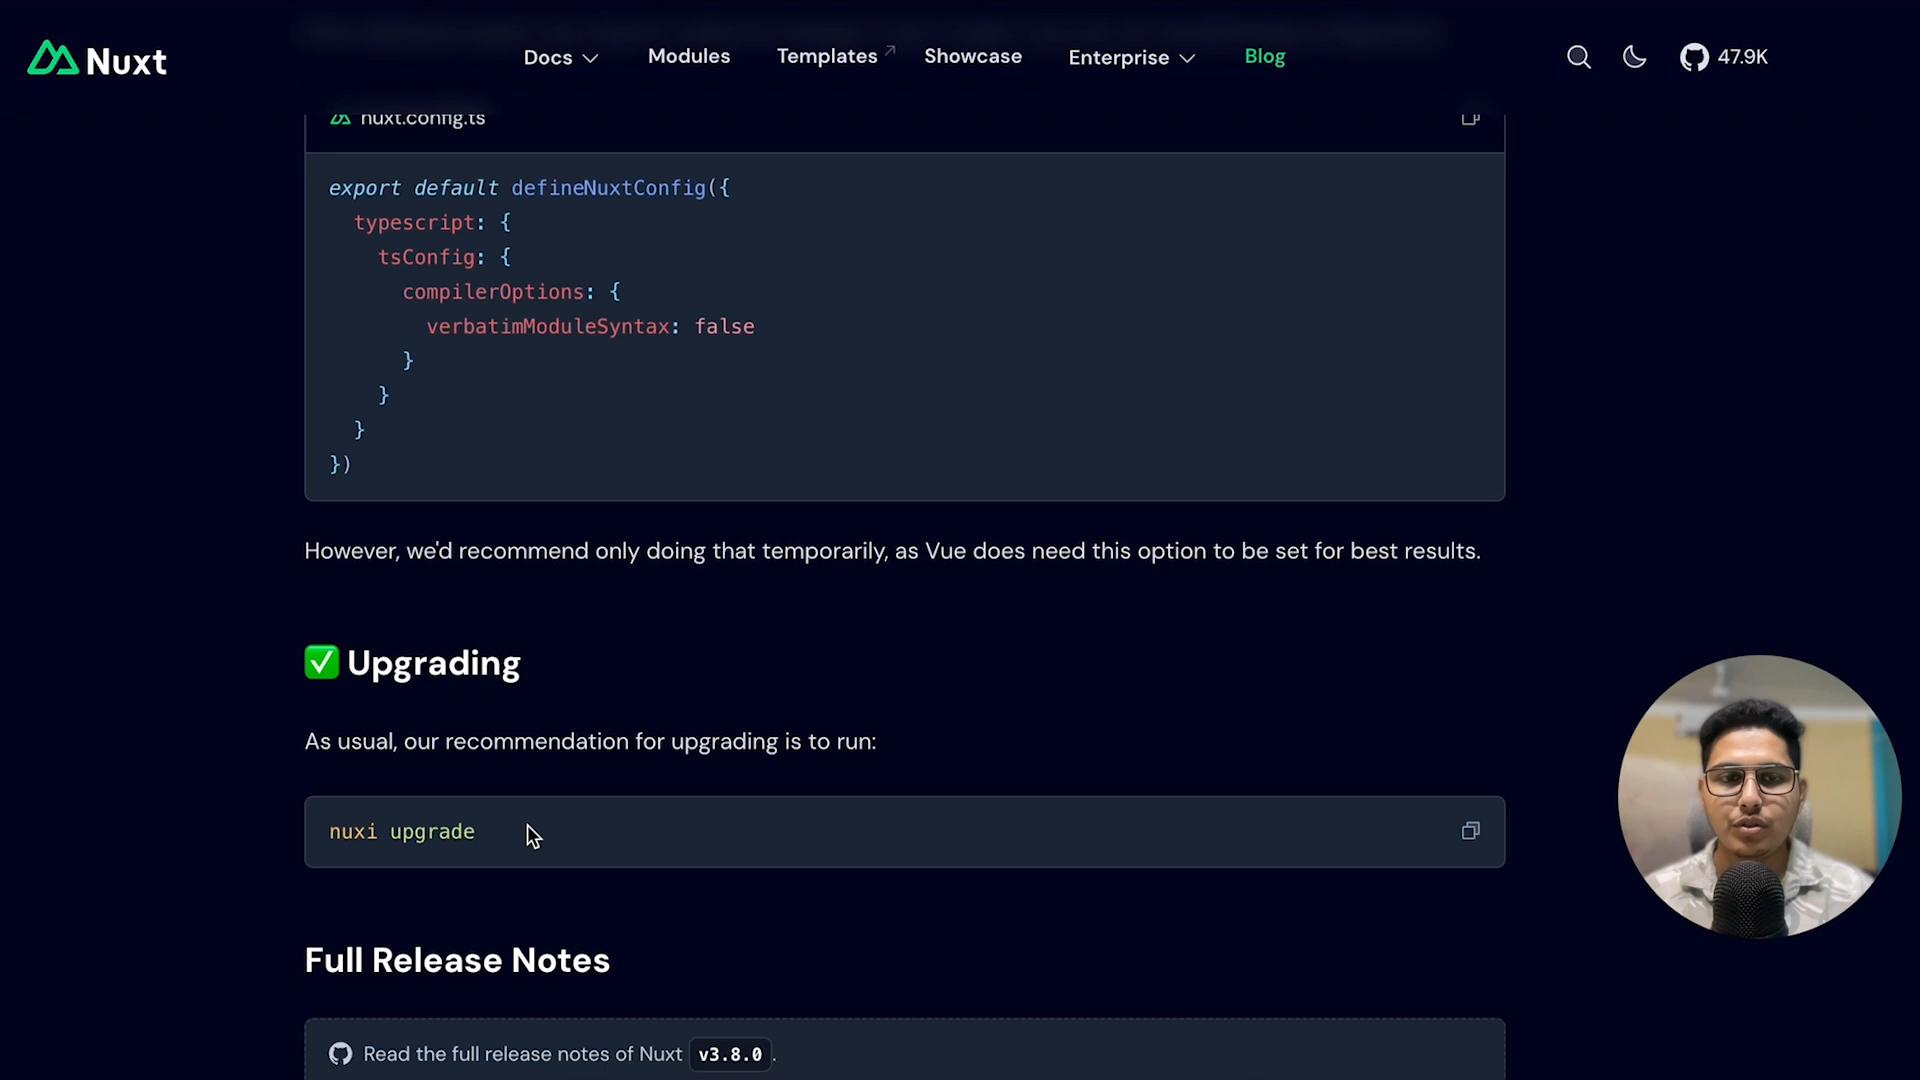 Nuxt
Docs
Modules
Templates
Showcase
Enterprise
Blog
47.9K
nuxt.config.ts
export default defineNuxtConfig({
typescript: {
tsConfig: {
compilerOptions: {
verbatimModuleSyntax: false
}
}
}
})
However, we'd recommend only doing that temporarily, as Vue does need this option to be set for best results.
✅ Upgrading
As usual, our recommendation for upgrading is to run:
nuxi upgrade
Full Release Notes
Read the full release notes of Nuxt v3.8.0.